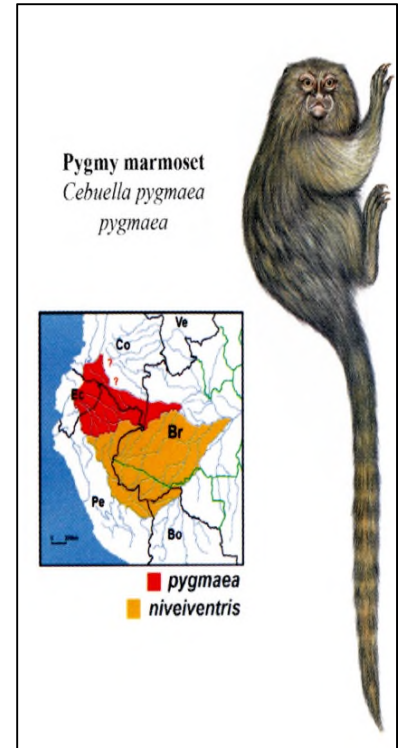 Pygmy marmoset
Cebuella pygmaea
pygmaea
Ve
Co
?
?
Ec
Br
Pe
Bo
pygmaea
niveiventris